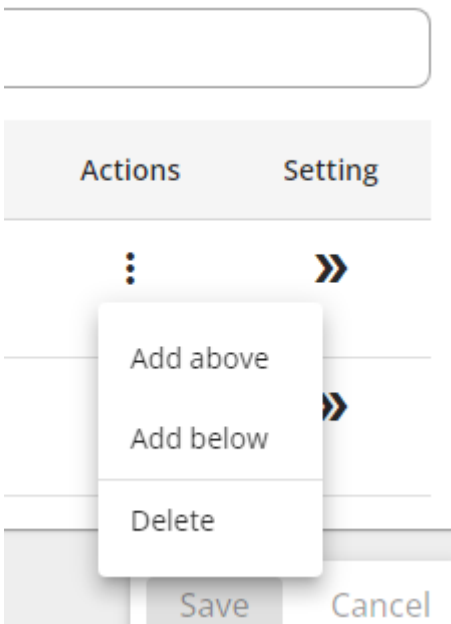 Actions Setting
Add above
Add below
Delete
Save Cancel